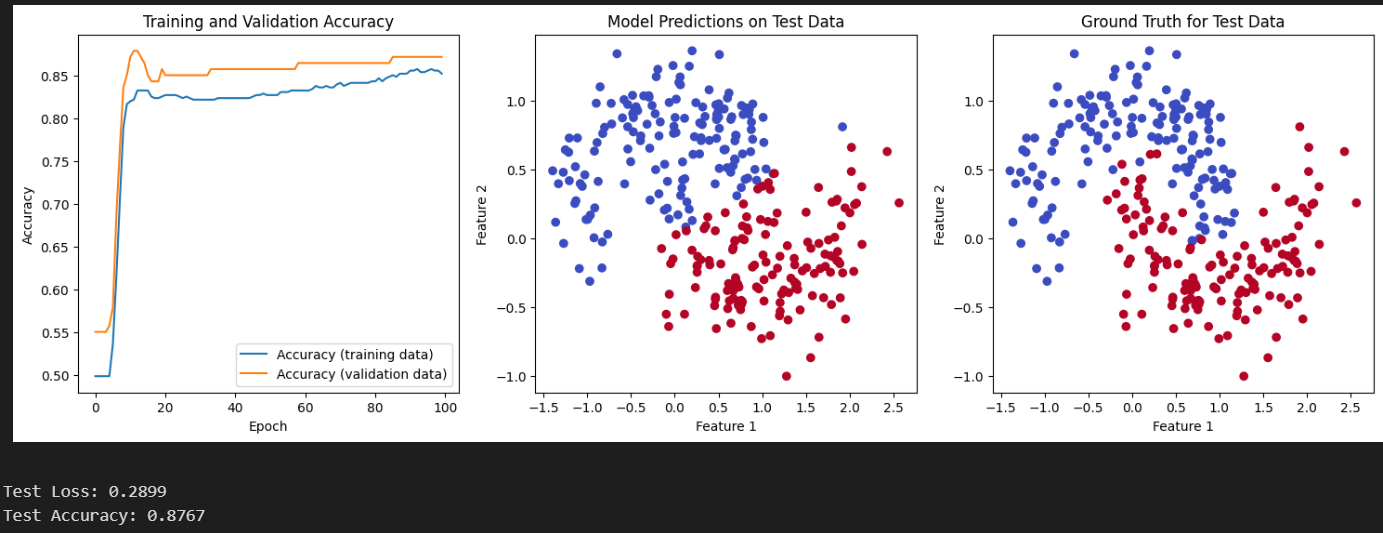 Training and Validation Accuracy
0.85
0.80
0.75
0.70
0.65
0.60
0.55
0.50
Accuracy
0 20 40 60 80 100
Epoch
Accuracy (training data)
Accuracy (validation data)
Model Predictions on Test Data
1.0
0.5
0.0
−0.5
−1.0
Feature 2
−1.5 −1.0 −0.5 0.0 0.5 1.0 1.5 2.0 2.5
Feature 1
Ground Truth for Test Data
1.0
0.5
0.0
−0.5
−1.0
Feature 2
−1.5 −1.0 −0.5 0.0 0.5 1.0 1.5 2.0 2.5
Feature 1
Test Loss: 0.2899
Test Accuracy: 0.8767